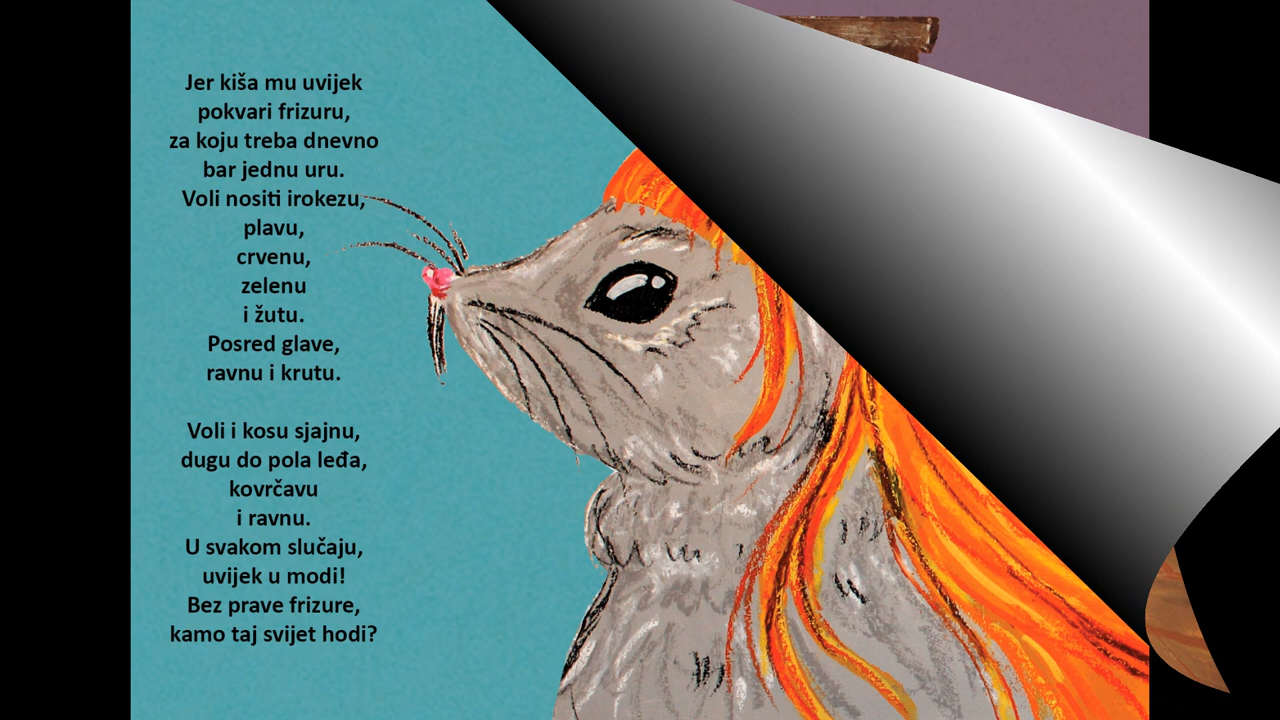 Jer kiša mu uvijek
pokvari frizuru,
za koju treba dnevno
bar jednu uru.
Voli nositi irokezu,
plavu,
crvenu,
zelenu
i žutu.
Posred glave,
ravnu i krutu.
Voli i kosu sjajnu,
dugu do pola leđa,
kovrčavu
i ravnu.
U svakom slučaju,
uvijek u modi!
Bez prave frizure,
kamo taj svijet hodi?